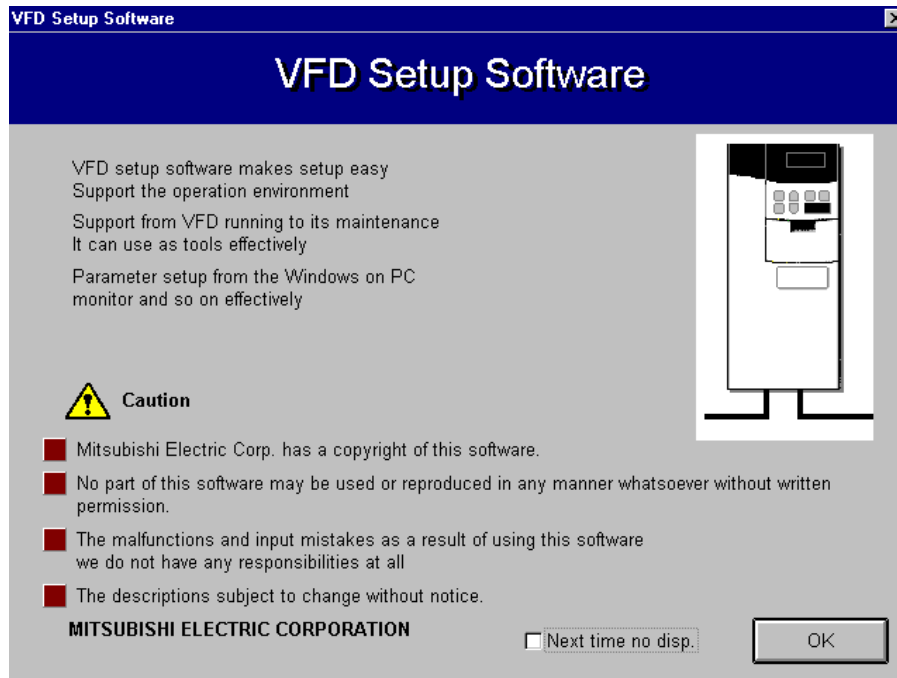 VFD Setup Software
VFD Setup Software
VFD setup software makes setup easy
Support the operation environment
Support from VFD running to its maintenance
It can use as tools effectively
Parameter setup from the Windows on PC
monitor and so on effectively
Caution
Mitsubishi Electric Corp. has a copyright of this software.
No part of this software may be used or reproduced in any manner whatsoever without written
permission.
The malfunctions and input mistakes as a result of using this software
we do not have any responsibilities at all
The descriptions subject to change without notice.
MITSUBISHI ELECTRIC CORPORATION
Next time no disp.
OK